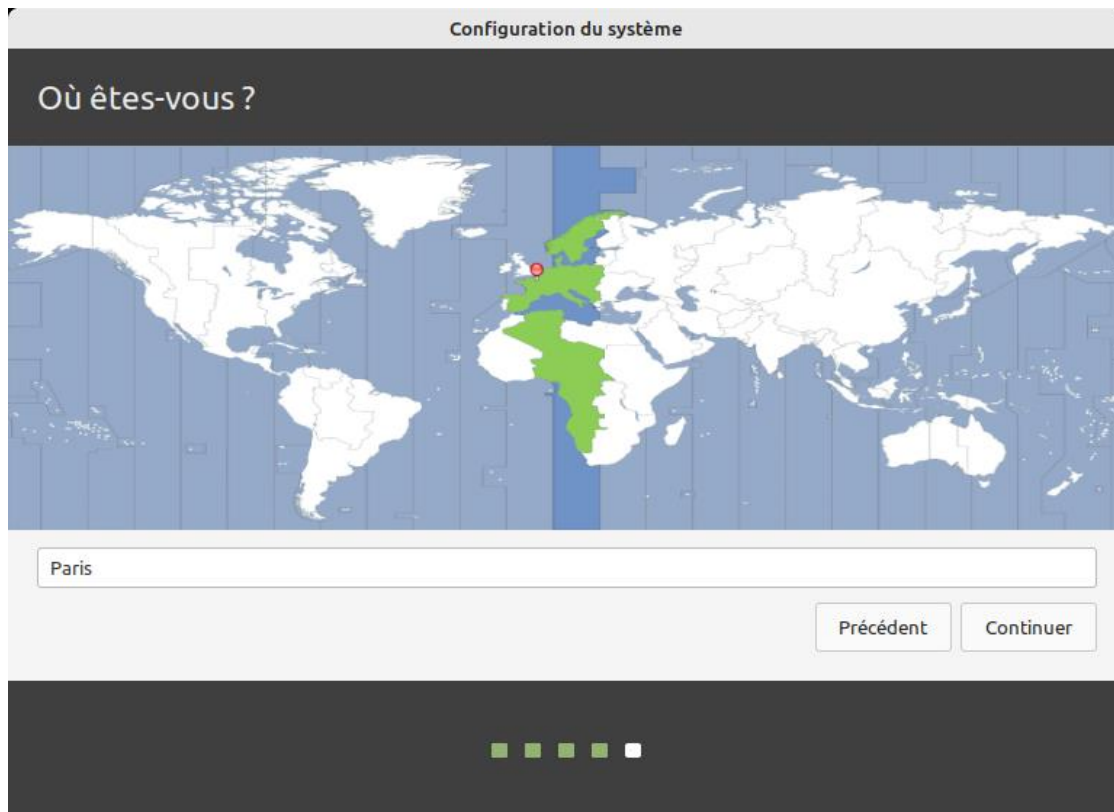 Configuration du système
Où êtes-vous ?
Paris
Précédent Continuer